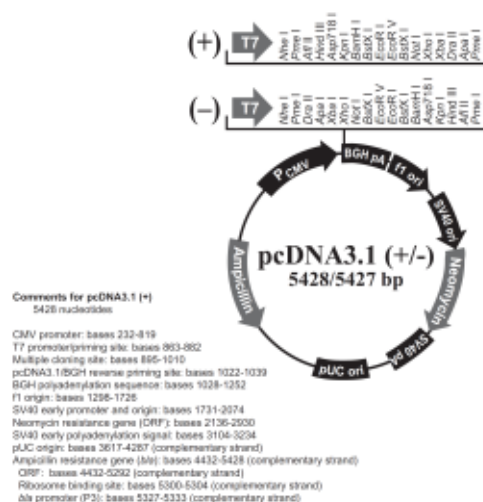 (+) T7 Nhe I Pme I Afl II Hind III Asp718 I Kpn I BamH I BstX I EcoR I EcoR V BstX I Not I Xho I Xba I Dra II Apa I Pme I
(–) T7 Nhe I Pme I Dra II Apa I Xba I Xho I Not I BstX I EcoR V EcoR I BstX I BamH I Asp718 I Kpn I Hind III Afl II Pme I
PCMV
BGH pA
f1 ori
SV40 ori
Ampicillin
pcDNA3.1 (+/-)
5428/5427 bp
Neomycin
SV40 pA
pUC ori
Comments for pcDNA3.1 (+)
5428 nucleotides
CMV promoter: bases 232-819
T7 promoter/priming site: bases 863-882
Multiple cloning site: bases 895-1010
pcDNA3.1/BGH reverse priming site: bases 1022-1039
BGH polyadenylation sequence: bases 1028-1252
f1 origin: bases 1298-1726
SV40 early promoter and origin: bases 1731-2074
Neomycin resistance gene (ORF): bases 2136-2930
SV40 early polyadenylation signal: bases 3104-3234
pUC origin: bases 3617-4287 (complementary strand)
Ampicillin resistance gene (bla): bases 4432-5428 (complementary strand)
ORF: bases 4432-5292 (complementary strand)
Ribosome binding site: bases 5300-5304 (complementary strand)
bla promoter (P3): bases 5327-5333 (complementary strand)